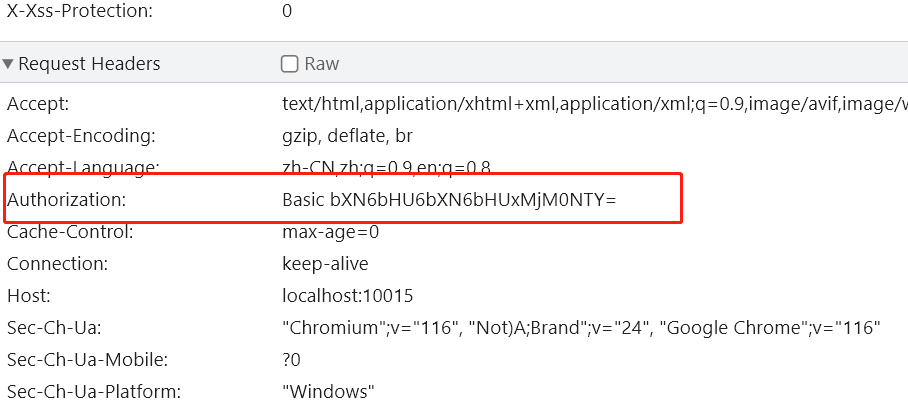 X-Xss-Protection: 0
Request Headers Raw
Accept: text/html,application/xhtml+xml,application/xml;q=0.9,image/avif,image/w
Accept-Encoding: gzip, deflate, br
Accept-Language: zh-CN,zh;q=0.9,en;q=0.8
Authorization: Basic bXN6bHU6bXN6bHUxMjM0NTY=
Cache-Control: max-age=0
Connection: keep-alive
Host: localhost:10015
Sec-Ch-Ua: "Chromium";v="116", "Not)A;Brand";v="24", "Google Chrome";v="116"
Sec-Ch-Ua-Mobile: ?0
Sec-Ch-Ua-Platform: "Windows"